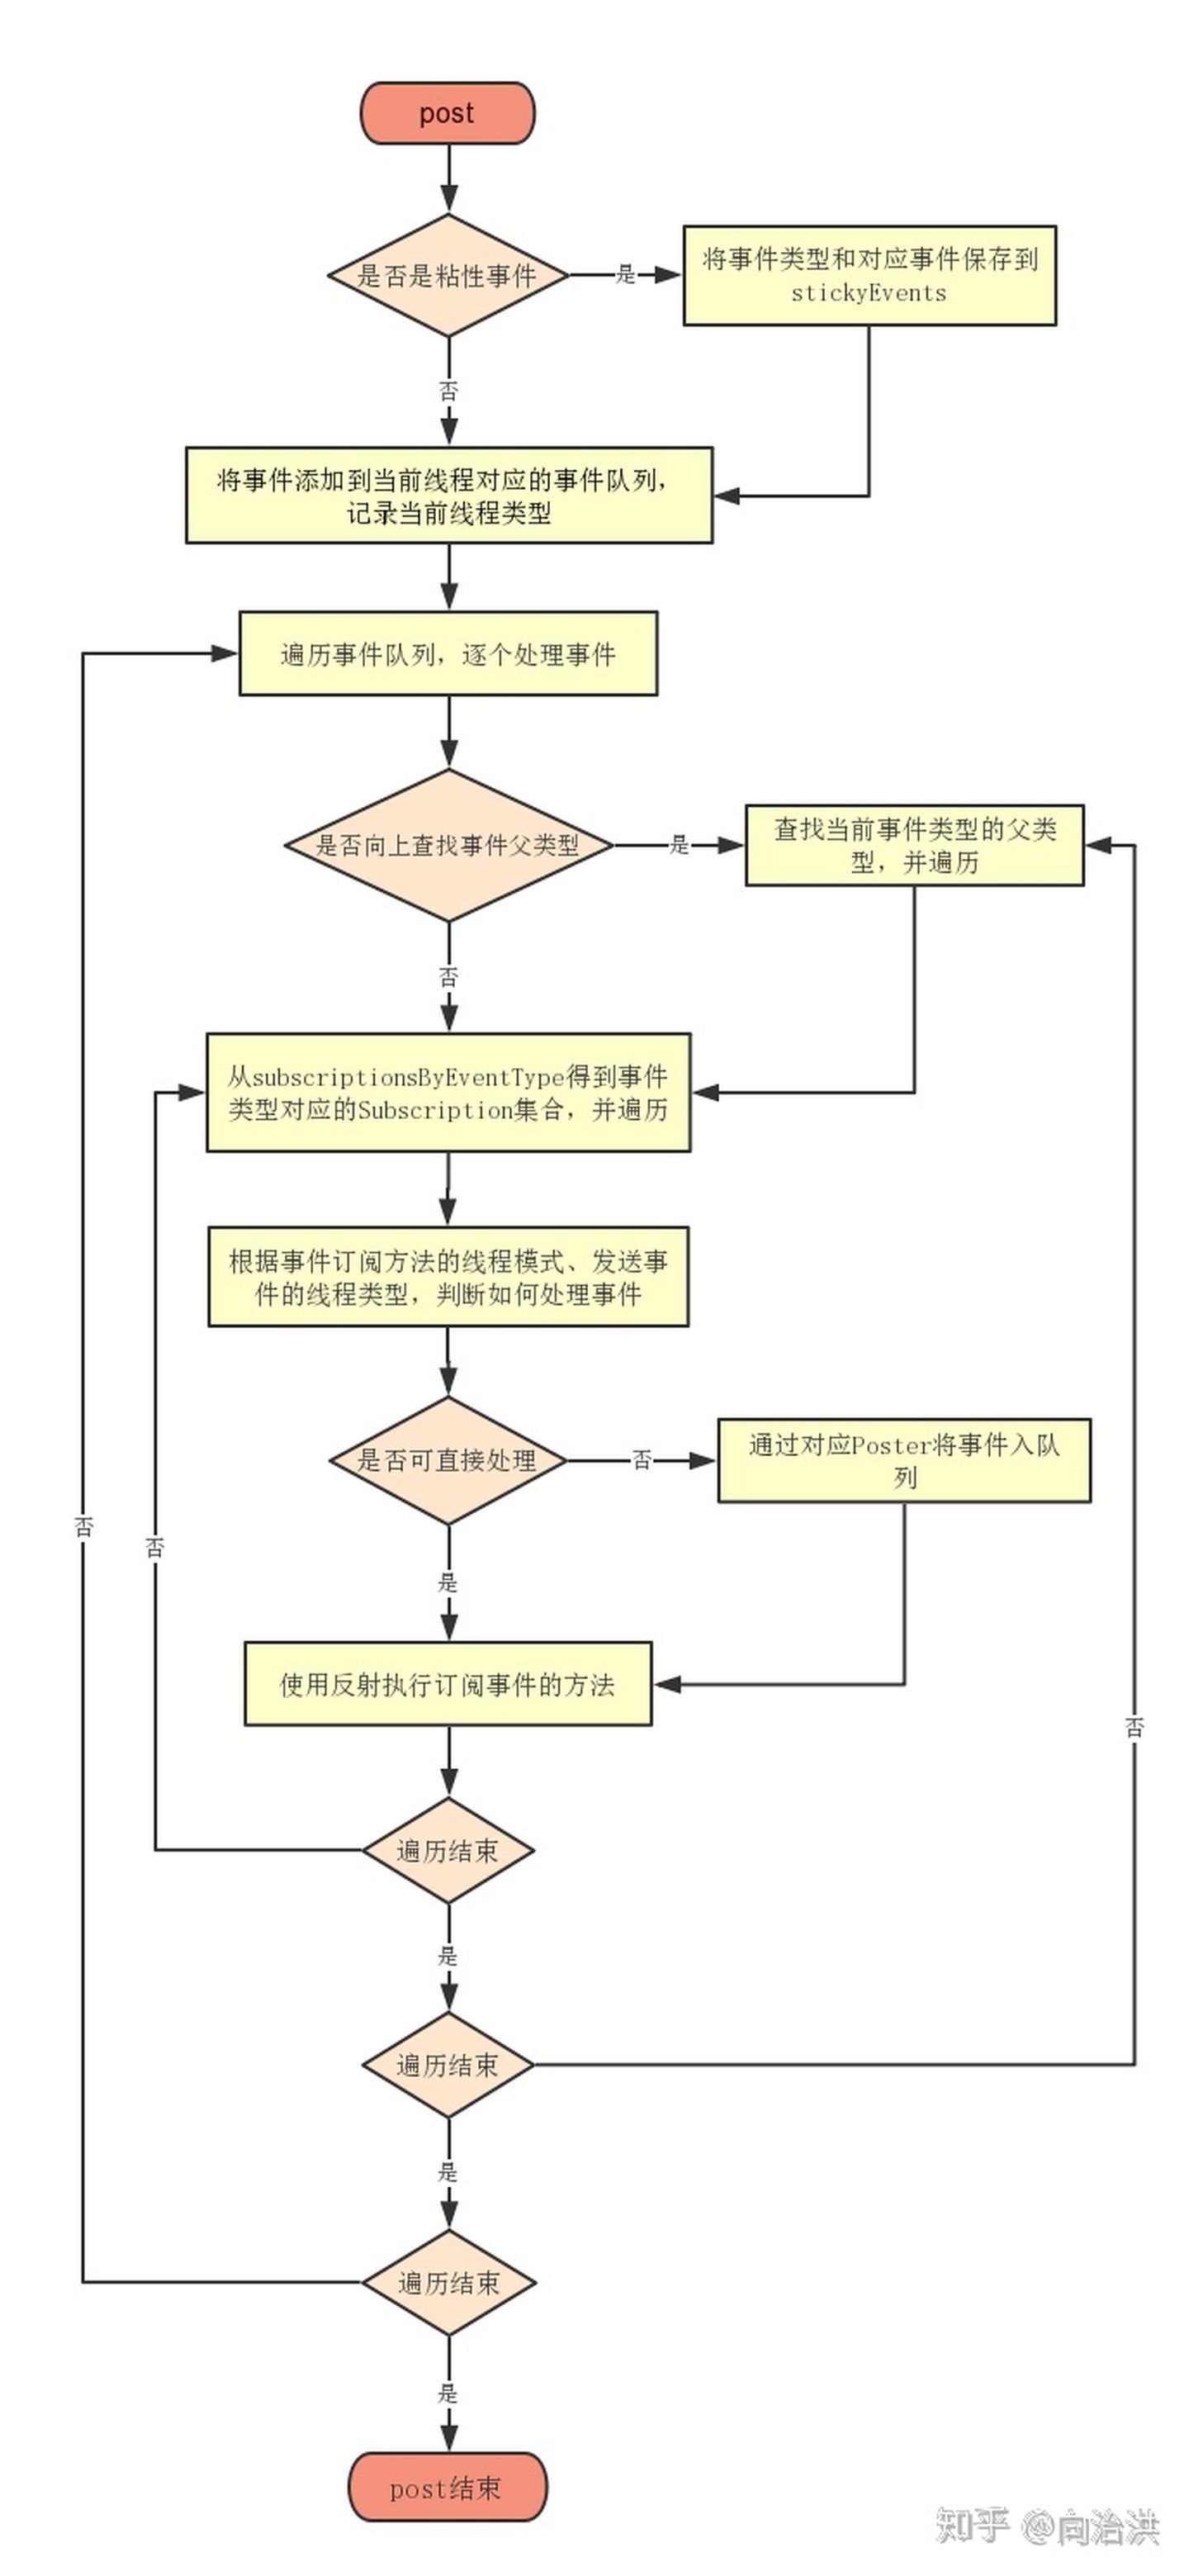 post
是否是粘性事件
是
将事件类型和对应事件保存到
stickyEvents
否
将事件添加到当前线程对应的事件队列，
记录当前线程类型
遍历事件队列，逐个处理事件
是否向上查找事件父类型
是
查找当前事件类型的父类
型，并遍历
否
从subscriptionsByEventType得到事件
类型对应的Subscription集合，并遍历
根据事件订阅方法的线程模式、发送事
件的线程类型，判断如何处理事件
是否可直接处理
否
通过对应Poster将事件入队
列
否
否
是
使用反射执行订阅事件的方法
否
遍历结束
是
遍历结束
是
遍历结束
是
post结束
知乎 @向治洪